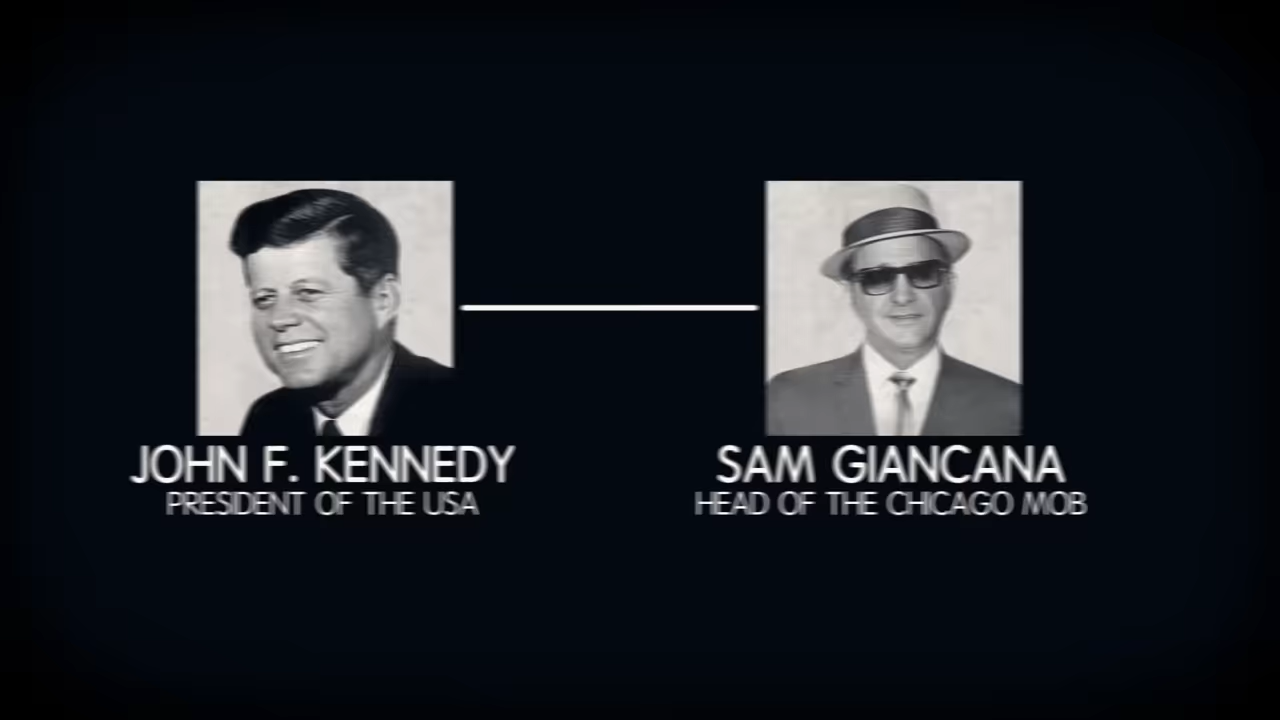 JOHN F. KENNEDY
PRESIDENT OF THE USA
SAM GIANCANA
HEAD OF THE CHICAGO MOB